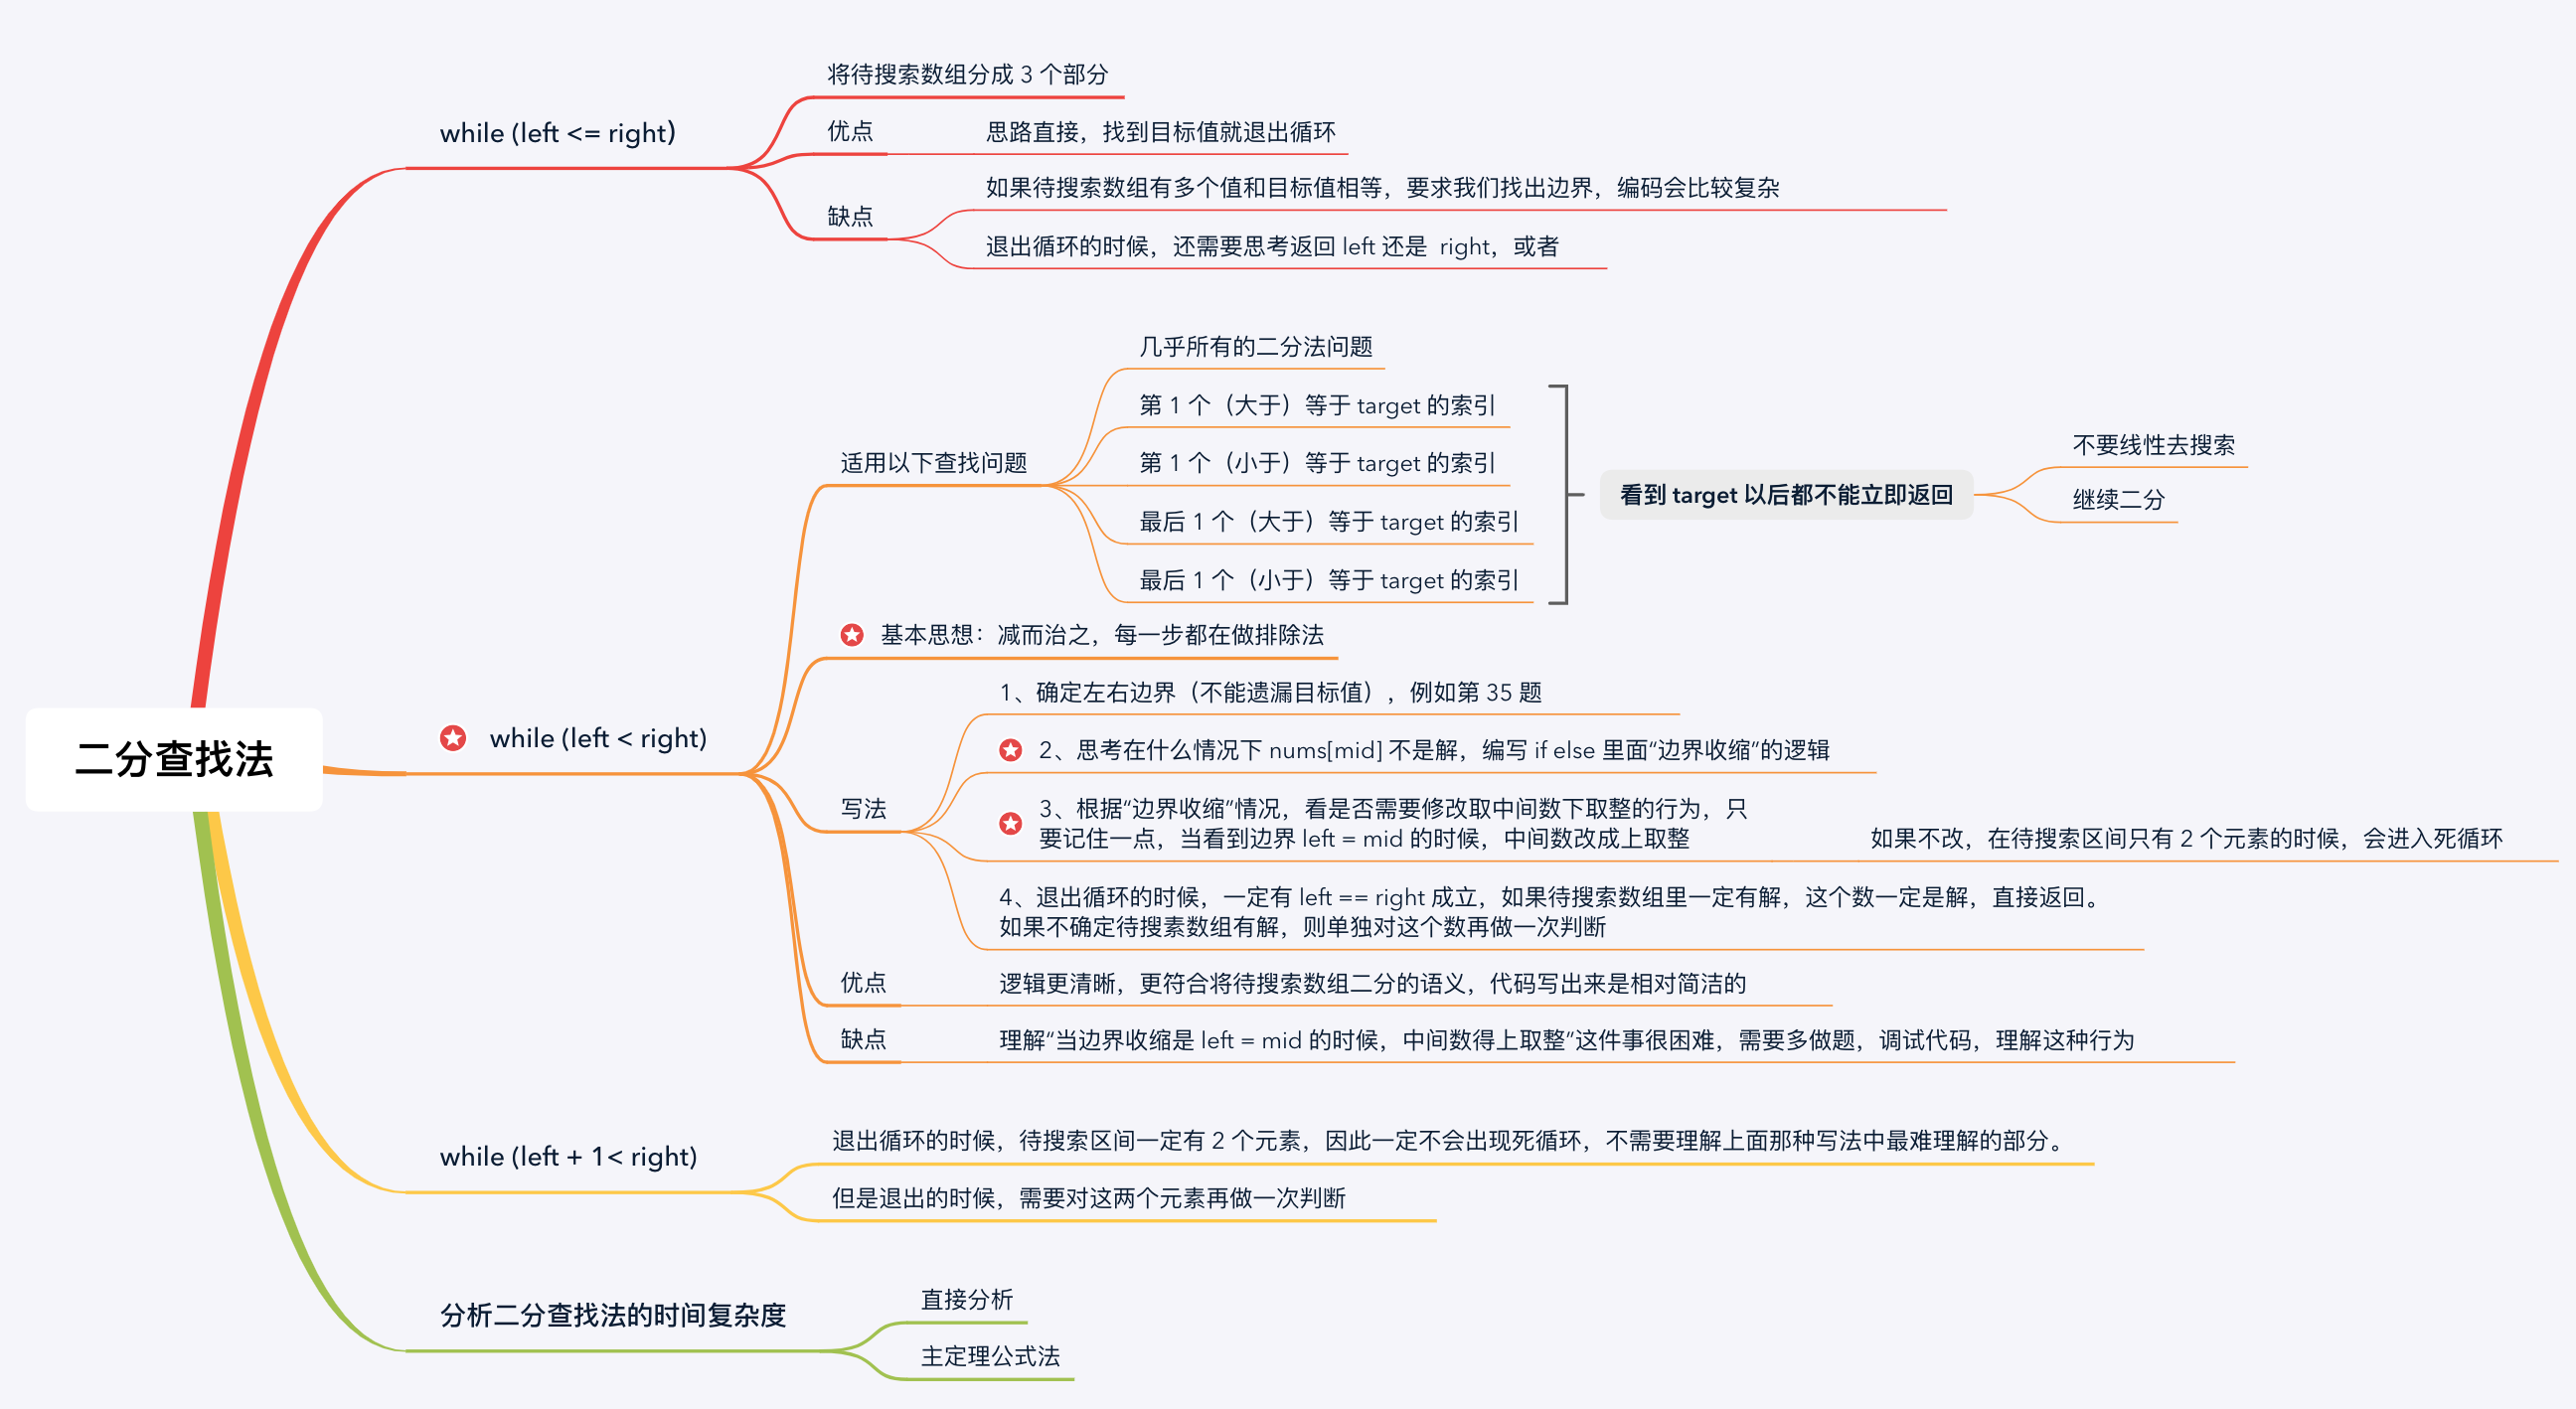 二分查找法
while (left <= right)
将待搜索数组分成 3 个部分
优点
思路直接，找到目标值就退出循环
缺点
如果待搜索数组有多个值和目标值相等，要求我们找出边界，编码会比较复杂
退出循环的时候，还需要思考返回 left 还是 right，或者
while (left < right)
适用以下查找问题
几乎所有的二分法问题
第 1 个（大于）等于 target 的索引
第 1 个（小于）等于 target 的索引
最后 1 个（大于）等于 target 的索引
最后 1 个（小于）等于 target 的索引
看到 target 以后都不能立即返回
不要线性去搜索
继续二分
基本思想：减而治之，每一步都在做排除法
写法
1、确定左右边界（不能遗漏目标值），例如第 35 题
2、思考在什么情况下 nums[mid] 不是解，编写 if else 里面“边界收缩”的逻辑
3、根据“边界收缩”情况，看是否需要修改取中间数下取整的行为，只
要记住一点，当看到边界 left = mid 的时候，中间数改成上取整
如果不改，在待搜索区间只有 2 个元素的时候，会进入死循环
4、退出循环的时候，一定有 left == right 成立，如果待搜索数组里一定有解，这个数一定是解，直接返回。
如果不确定待搜素数组有解，则单独对这个数再做一次判断
优点
逻辑更清晰，更符合将待搜索数组二分的语义，代码写出来是相对简洁的
缺点
理解“当边界收缩是 left = mid 的时候，中间数得上取整”这件事很困难，需要多做题，调试代码，理解这种行为
while (left + 1< right)
退出循环的时候，待搜索区间一定有 2 个元素，因此一定不会出现死循环，不需要理解上面那种写法中最难理解的部分。
但是退出的时候，需要对这两个元素再做一次判断
分析二分查找法的时间复杂度
直接分析
主定理公式法